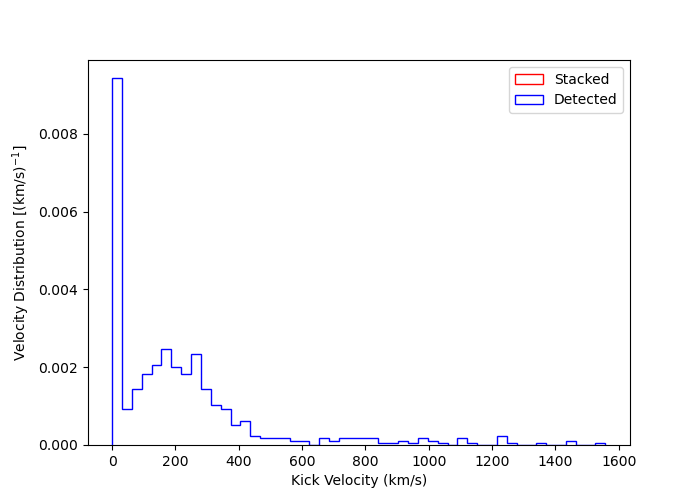 Stacked
Detected
Velocity Distribution [(km/s)⁻¹]
0.008
0.006
0.004
0.002
0.000
0 200 400 600 800 1000 1200 1400 1600
Kick Velocity (km/s)